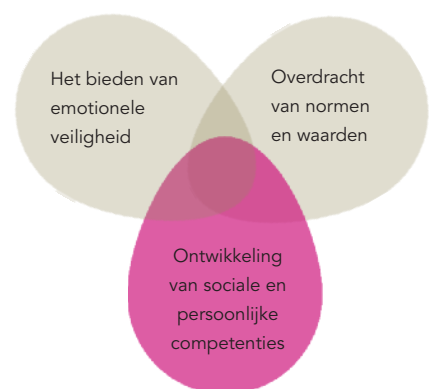 Het bieden van
emotionele
veiligheid
Overdracht
van normen
en waarden
Ontwikkeling
van sociale en
persoonlijke
competenties